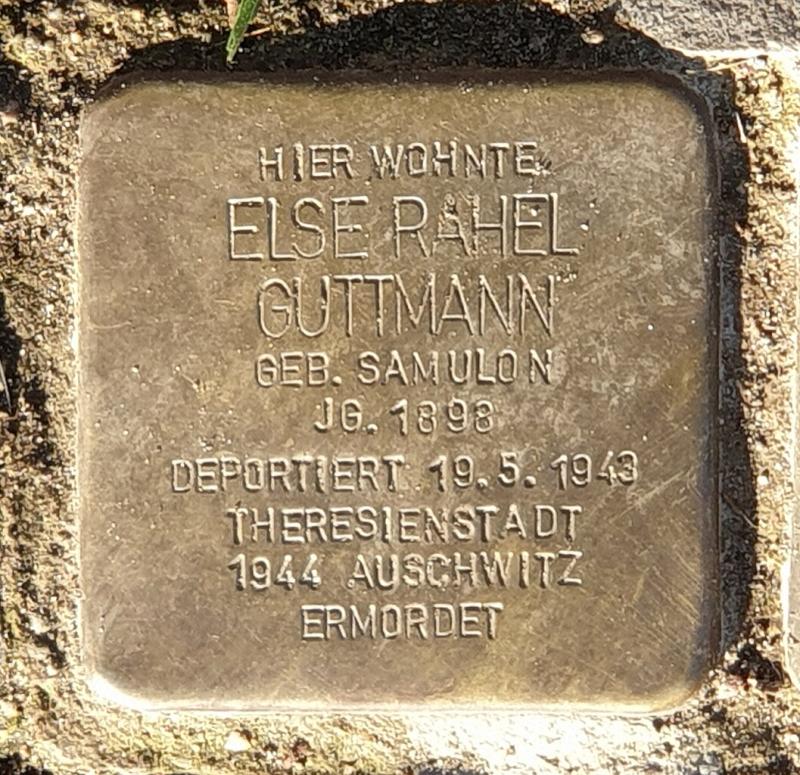 HIER WOHNTE
ELSE RAHEL
GUTTMANN
GEB. SAMULON
JG. 1898
DEPORTIERT 19.5.1943
THERESIENSTADT
1944 AUSCHWITZ
ERMORDET